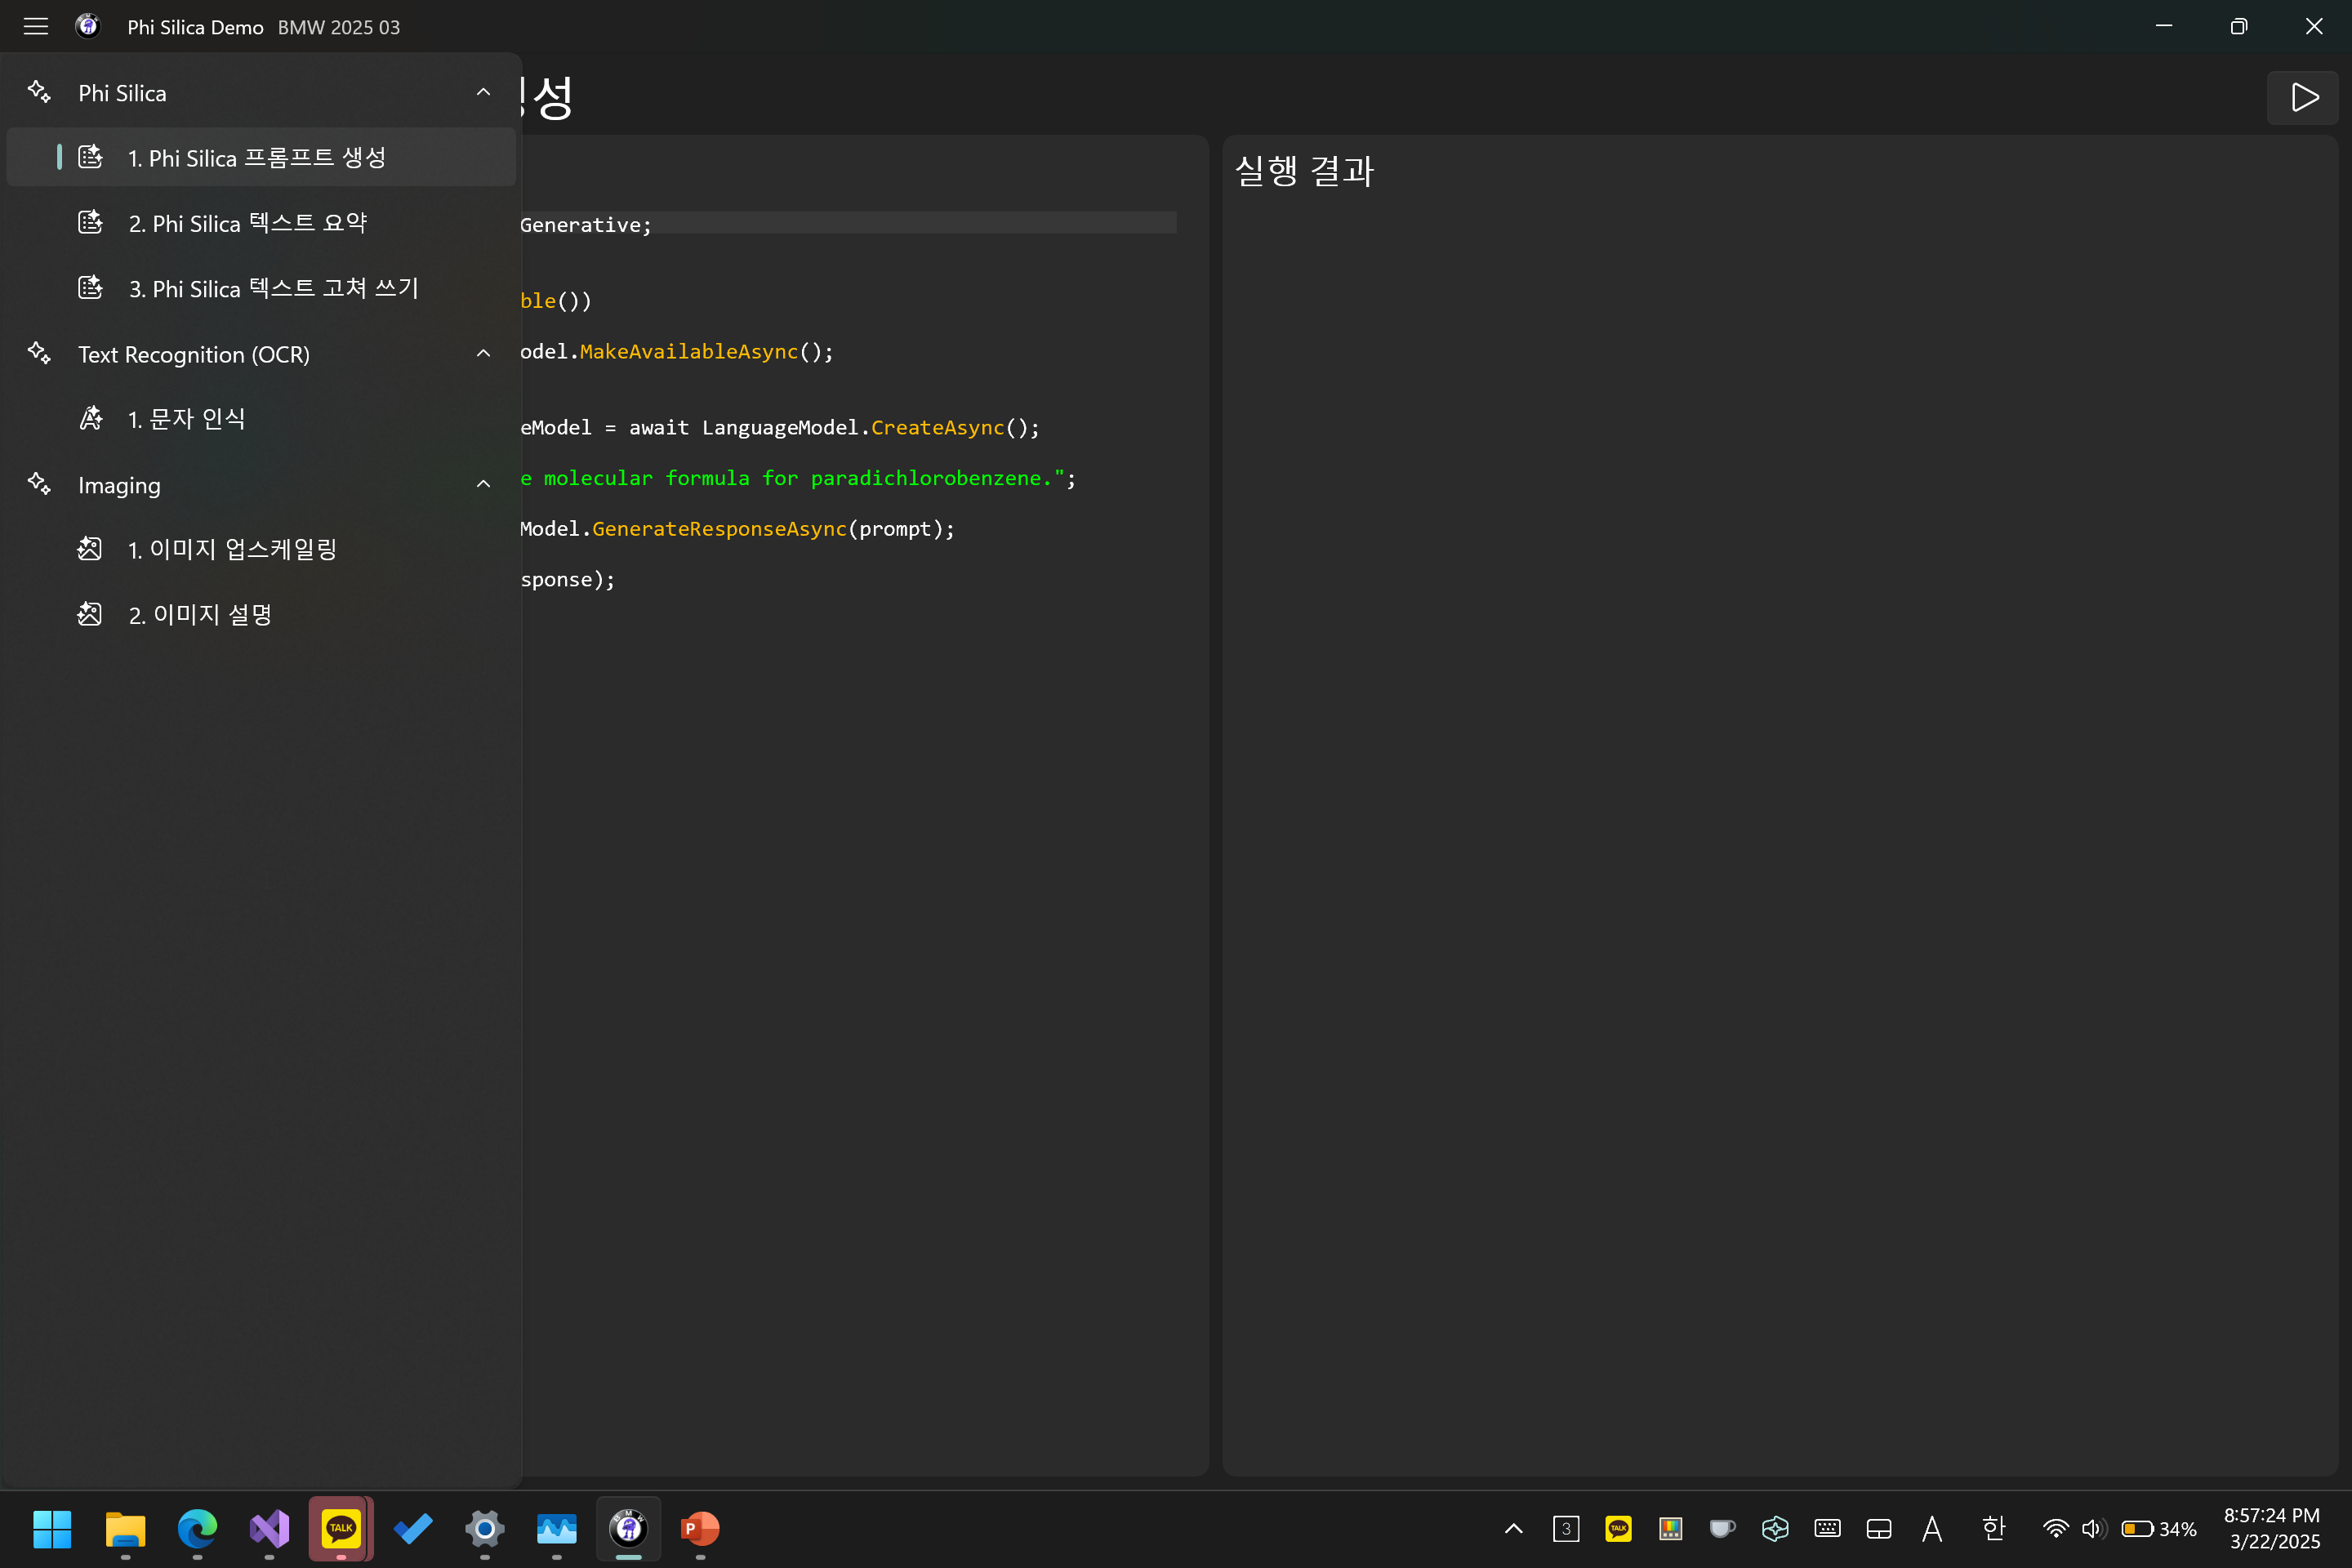 Phi Silica Demo BMW 2025 03
Phi Silica
1. Phi Silica 프롬프트 생성
2. Phi Silica 텍스트 요약
3. Phi Silica 텍스트 고쳐 쓰기
Text Recognition (OCR)
1. 문자 인식
Imaging
1. 이미지 업스케일링
2. 이미지 설명
성
Generative;
ble())
odel.MakeAvailableAsync();
eModel = await LanguageModel.CreateAsync();
e molecular formula for paradichlorobenzene.";
Model.GenerateResponseAsync(prompt);
sponse);
실행 결과
TALK
P
3
TALK
A
한
34%
8:57:24 PM
3/22/2025